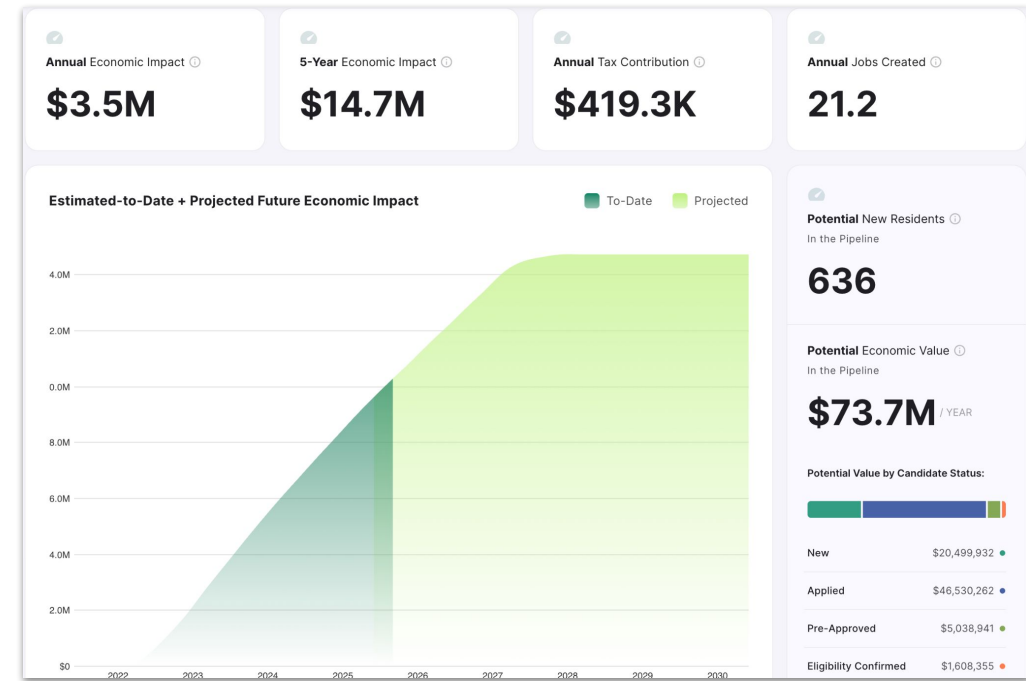 Annual Economic Impact
$3.5M
5-Year Economic Impact
$14.7M
Annual Tax Contribution
$419.3K
Annual Jobs Created
21.2
Estimated-to-Date + Projected Future Economic Impact
To-Date
Projected
4.0M
2.0M
0.0M
8.0M
6.0M
4.0M
2.0M
$0
2022
2023
2024
2025
2026
2027
2028
2029
2030
Potential New Residents
In the Pipeline
636
Potential Economic Value
In the Pipeline
$73.7M / YEAR
Potential Value by Candidate Status:
New $20,499,932
Applied $46,530,262
Pre-Approved $5,038,941
Eligibility Confirmed $1,608,355